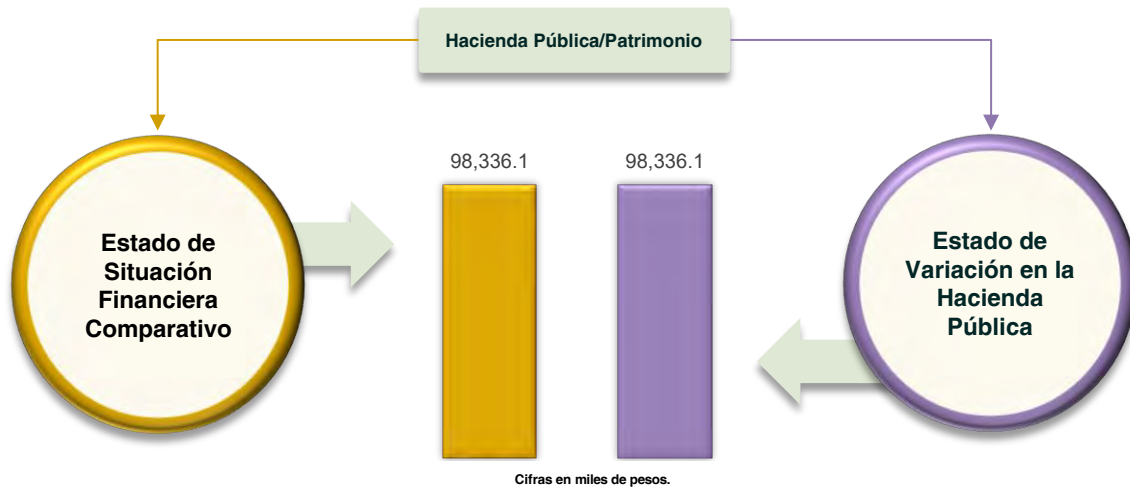 Hacienda Pública/Patrimonio
98,336.1
98,336.1
Estado de
Situación
Financiera
Comparativo
Estado de
Variación en la
Hacienda
Pública
Cifras en miles de pesos.